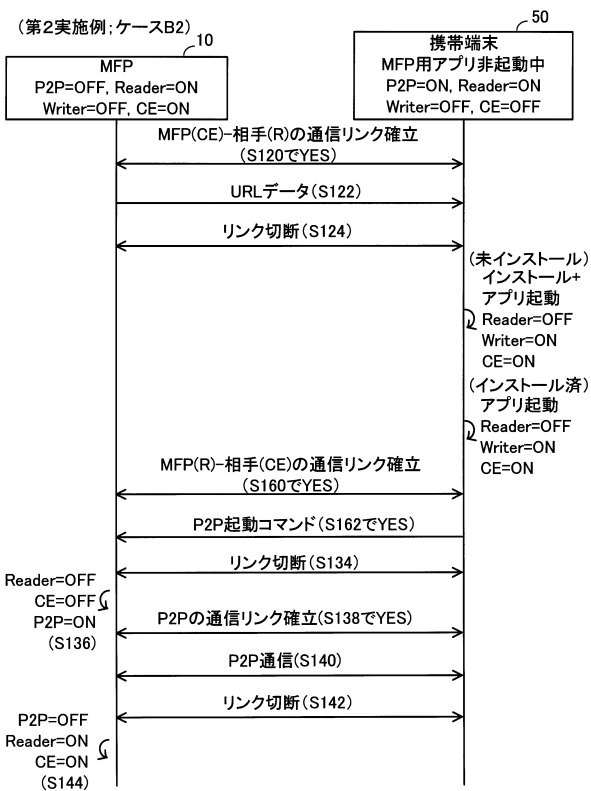 (第2実施例;ケースB2)
10
MFP
P2P=OFF, Reader=ON
Writer=OFF, CE=ON
50
携帯端末
MFP用アプリ非起動中
P2P=ON, Reader=ON
Writer=OFF, CE=OFF
MFP(CE)-相手(R)の通信リンク確立
(S120でYES)
URLデータ(S122)
リンク切断(S124)
(未インストール)
インストール+
アプリ起動
Reader=OFF
Writer=ON
CE=ON
(インストール済)
アプリ起動
Reader=OFF
Writer=ON
CE=ON
MFP(R)-相手(CE)の通信リンク確立
(S160でYES)
P2P起動コマンド(S162でYES)
リンク切断(S134)
Reader=OFF
CE=OFF
P2P=ON
(S136)
P2Pの通信リンク確立(S138でYES)
P2P通信(S140)
リンク切断(S142)
P2P=OFF
Reader=ON
CE=ON
(S144)